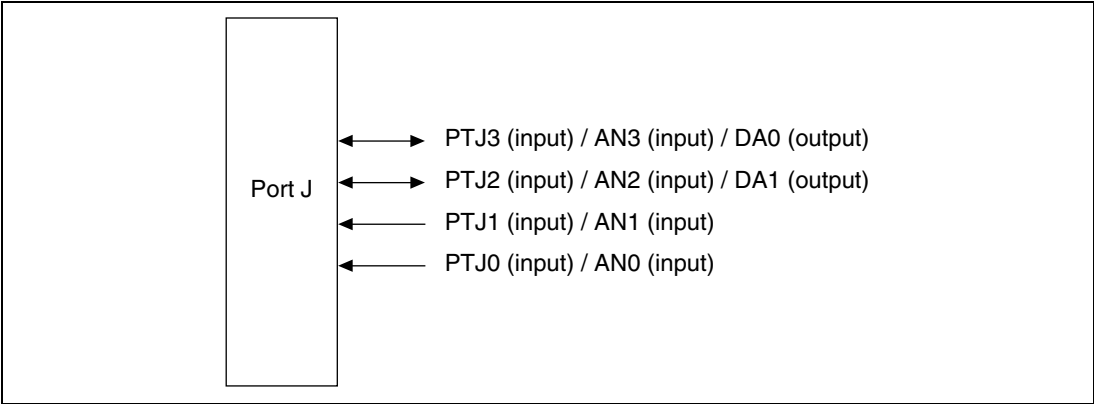 Port J
PTJ3 (input) / AN3 (input) / DA0 (output)
PTJ2 (input) / AN2 (input) / DA1 (output)
PTJ1 (input) / AN1 (input)
PTJ0 (input) / AN0 (input)